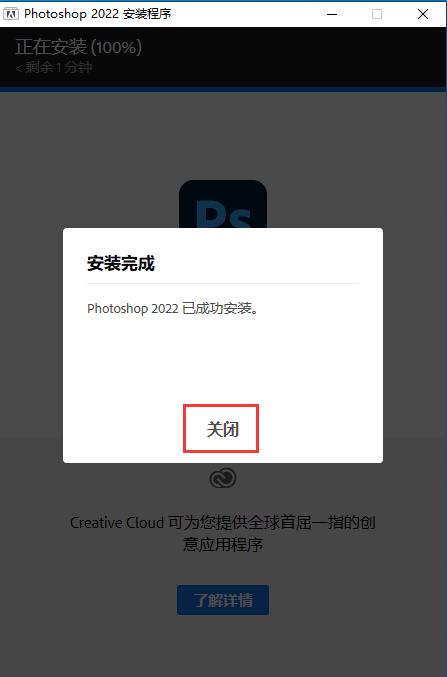 Photoshop 2022 安装程序
正在安装 (100%)
< 剩余 1 分钟
Ps
安装完成
Photoshop 2022 已成功安装。
关闭
Creative Cloud 可为您提供全球首屈一指的创
意应用程序
了解详情